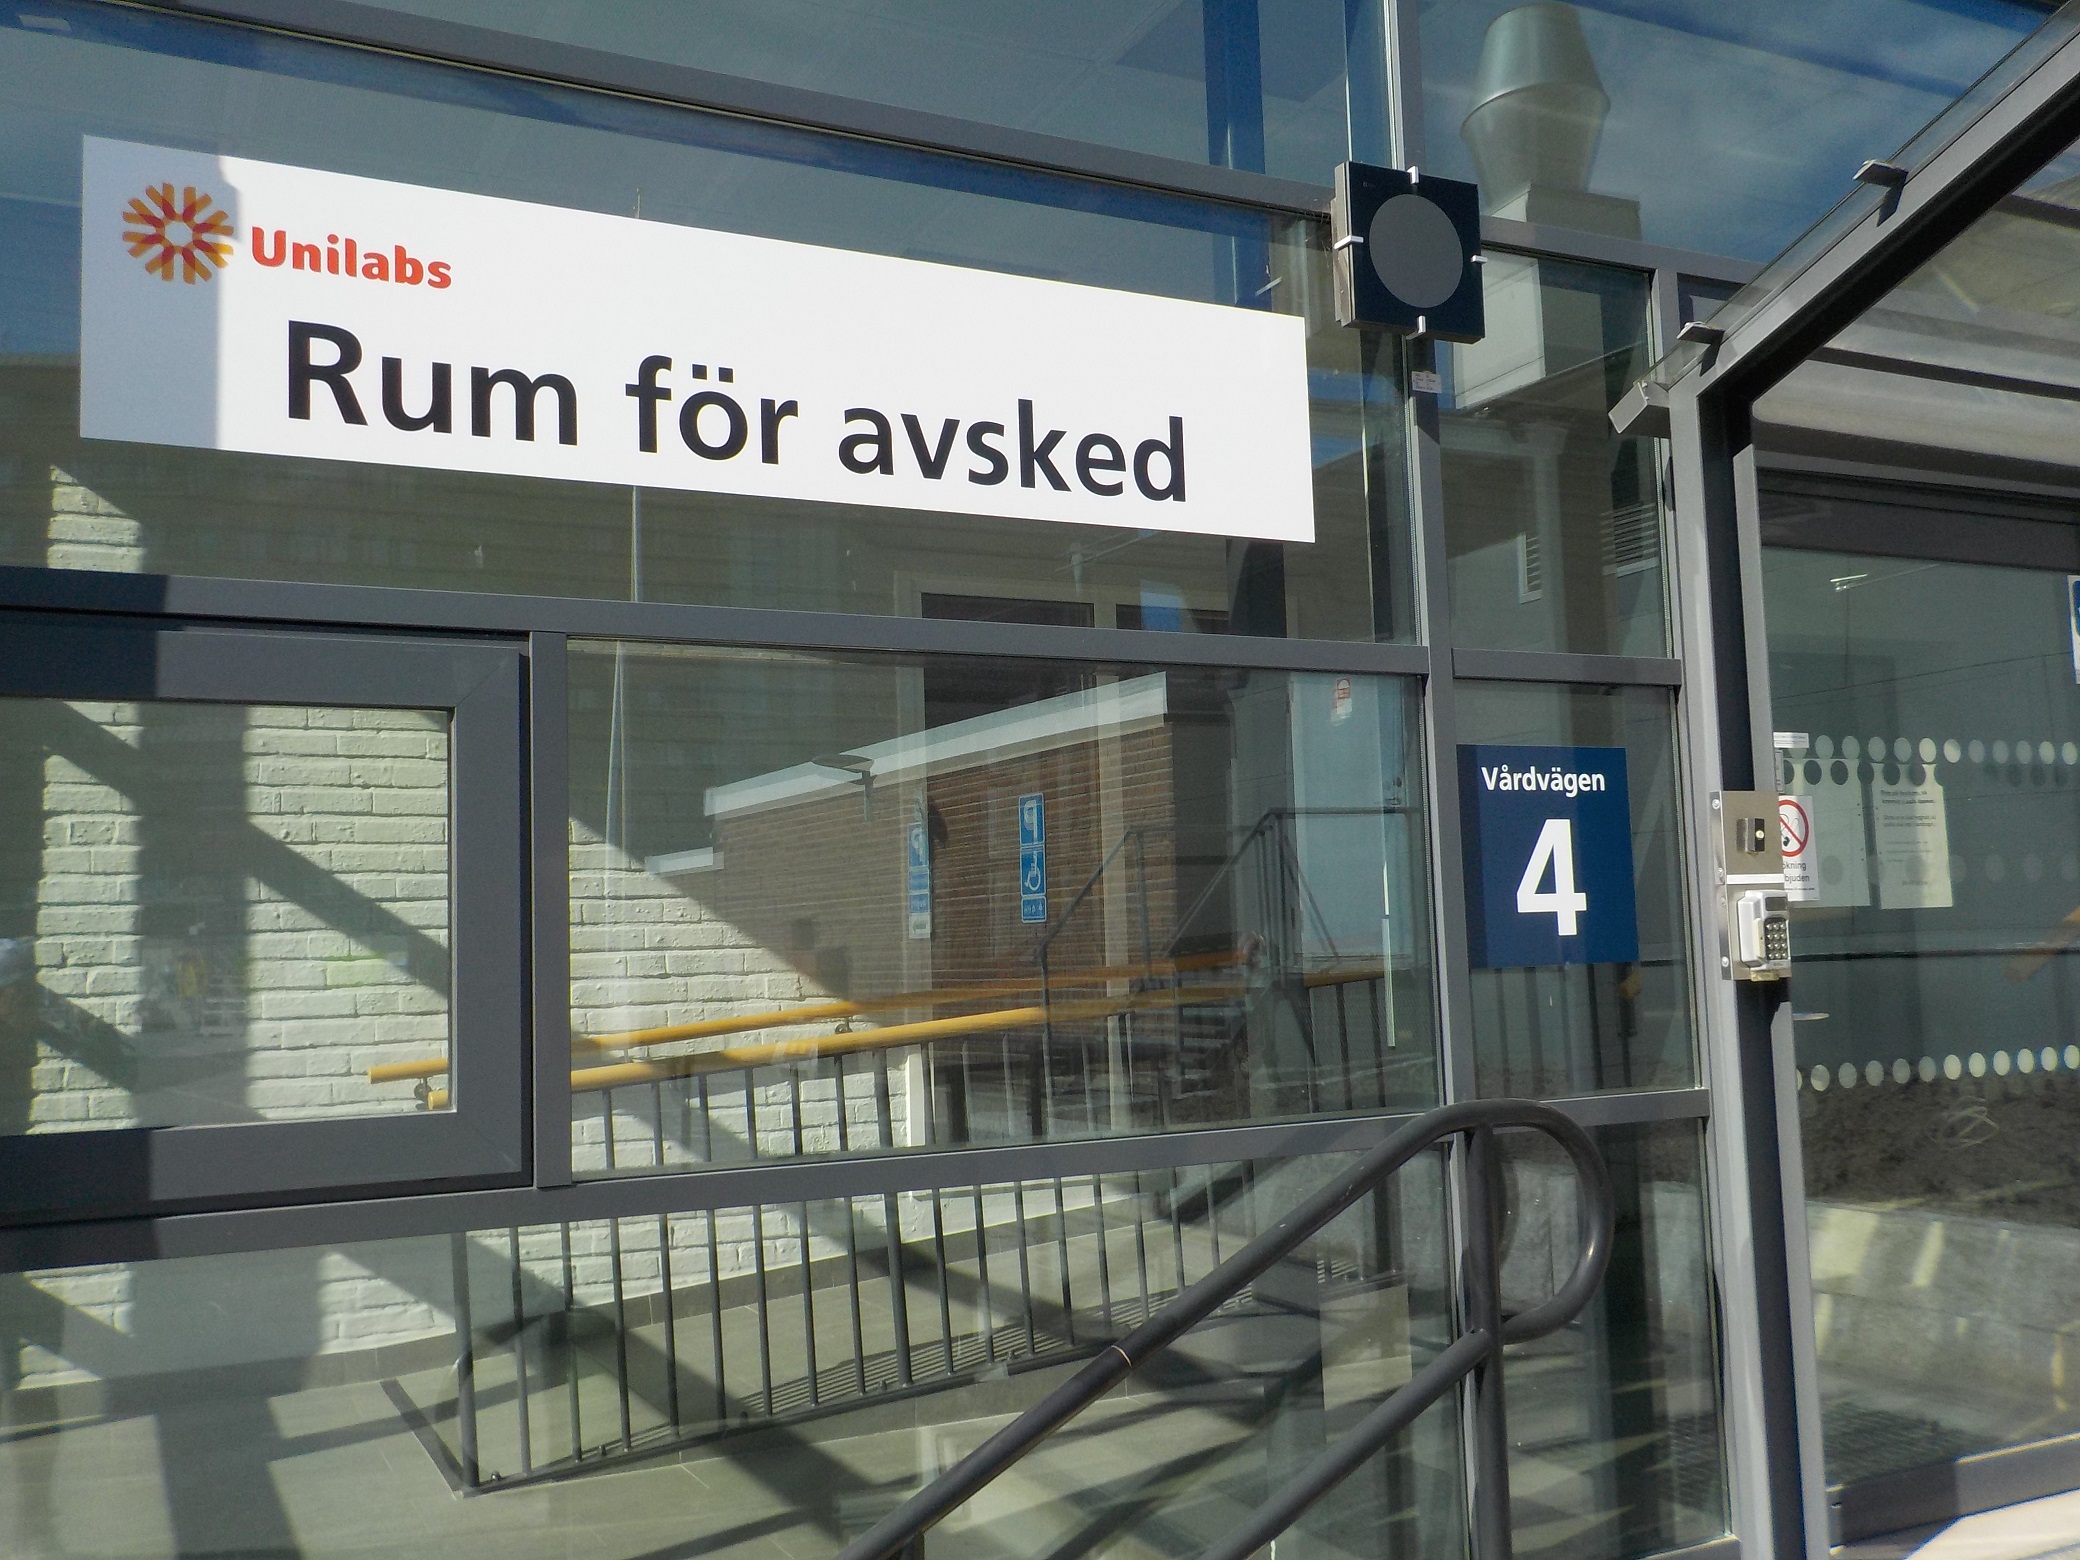 Unilabs
Rum för avsked
Vårdvägen
4